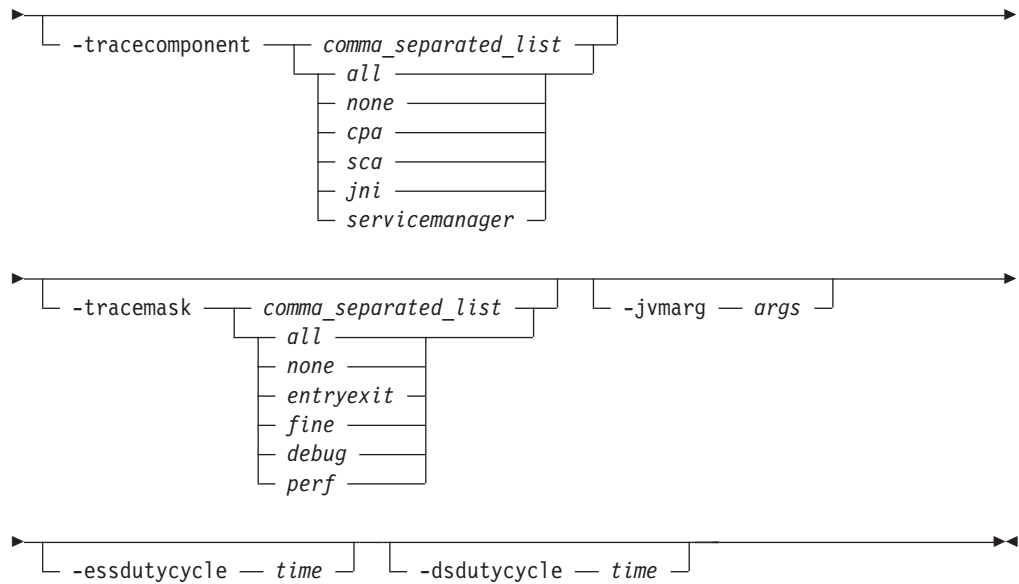 -tracecomponent comma_separated_list
all
none
cpa
sca
jni
servicemanager
-tracemask comma_separated_list -jvmarg args
all
none
entryexit
fine
debug
perf
-essdutycycle time -dsdutycycle time